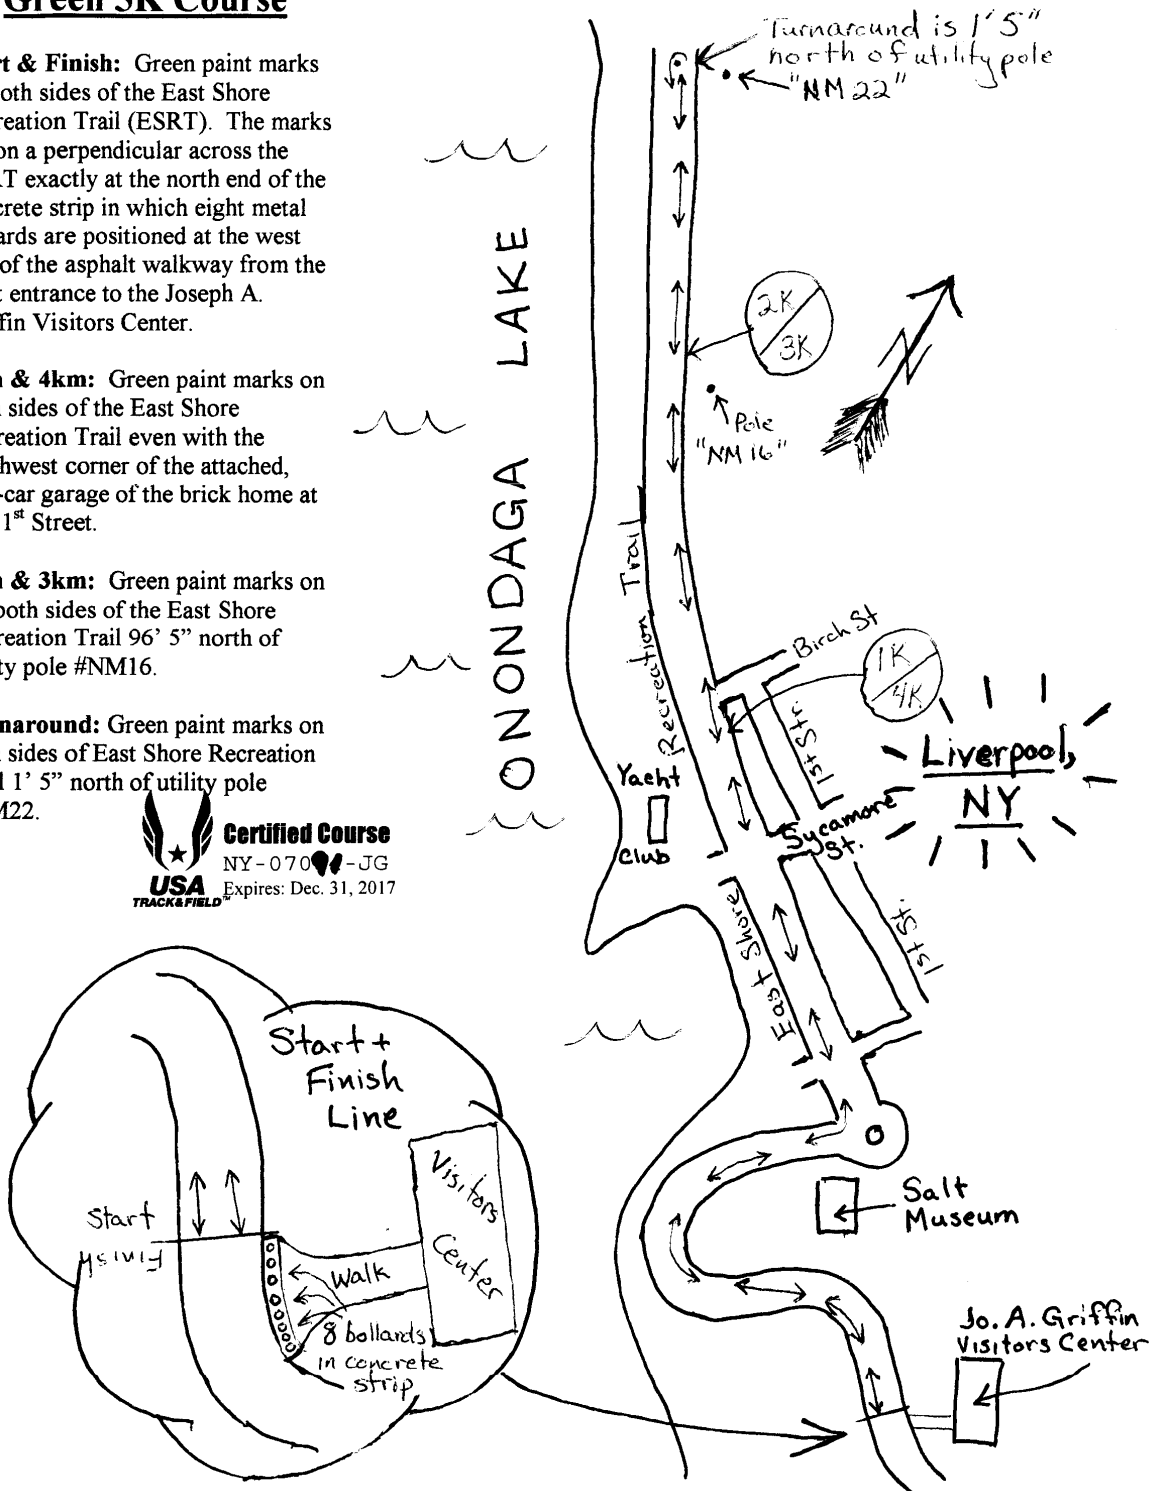 Green 5K Course
t & Finish: Green paint marks
oth sides of the East Shore
reation Trail (ESRT). The marks
on a perpendicular across the
T exactly at the north end of the
crete strip in which eight metal
ards are positioned at the west
of the asphalt walkway from the
t entrance to the Joseph A.
ffin Visitors Center.
& 4km: Green paint marks on
sides of the East Shore
reation Trail even with the
hwest corner of the attached,
-car garage of the brick home at
1st Street.
& 3km: Green paint marks on
both sides of the East Shore
reation Trail 96' 5" north of
ty pole #NM16.
naround: Green paint marks on
sides of East Shore Recreation
l 1' 5" north of utility pole
M22.
Certified Course
NY-070 -JG
Expires: Dec. 31, 2017
USA
TRACK&FIELD™
Turnaround is 1'5"
north of utility pole
"NM 22"
ONONDAGA LAKE
2K
3K
Pole
"NM 16"
Recreation Trail
Birch St
1K
4K
1st Str.
Liverpool,
NY
Yacht
Club
Sycamore
St.
East Shore
1st St.
Salt
Museum
Jo. A. Griffin
Visitors Center
Start +
Finish
Line
Visitors
Center
Start
Finish
Walk
8 bollards
in concrete
strip
N